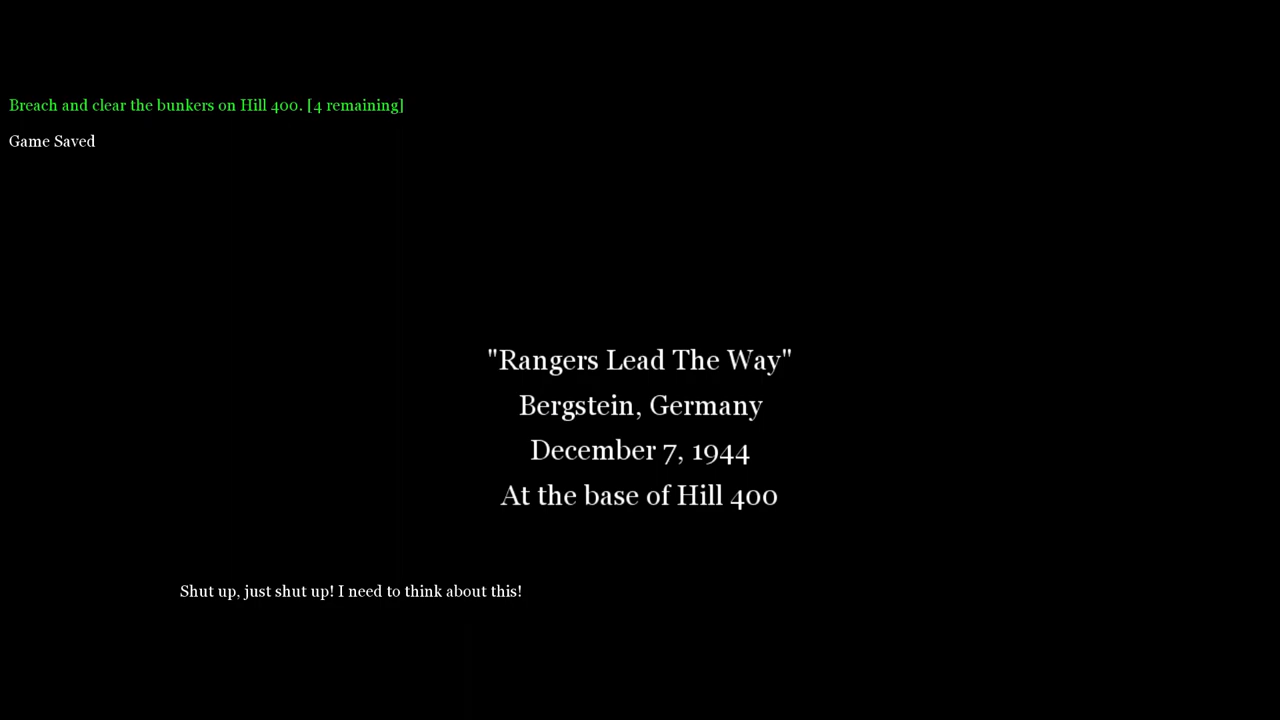 Breach and clear the bunkers on Hill 400. [4 remaining]
Game Saved
"Rangers Lead The Way"
Bergstein, Germany
December 7, 1944
At the base of Hill 400
Shut up, just shut up! I need to think about this!